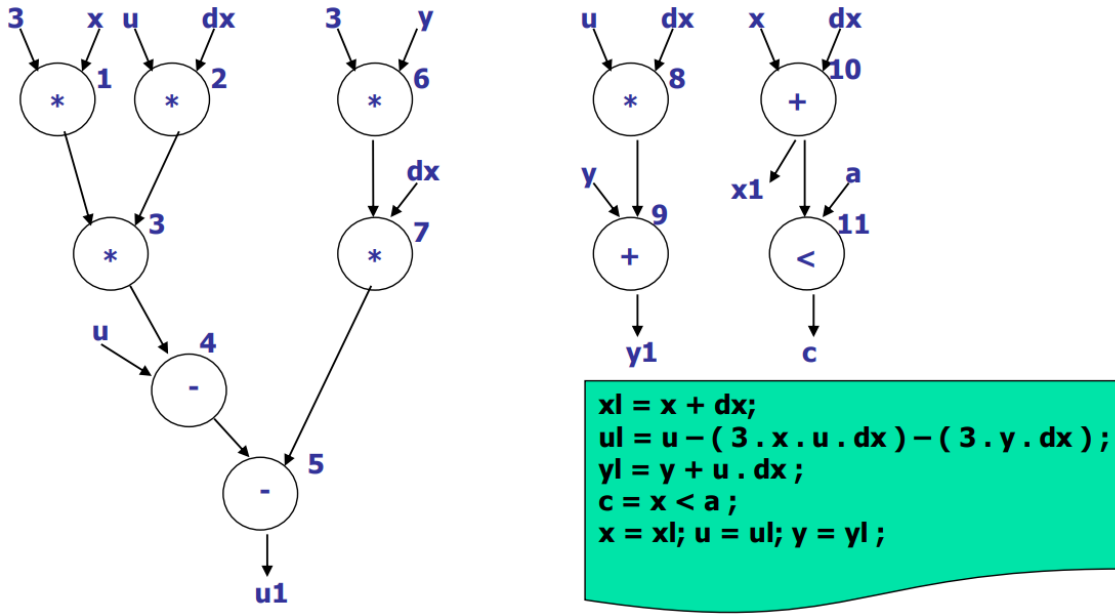 3 x u dx 3 y u dx x dx
1 2 6 8 10
* * * * +
y x1 dx a
3 7 9 11
* * + <
u 4 y1 c
-
5
-
u1
xl = x + dx;
ul = u – ( 3 . x . u . dx ) – ( 3 . y . dx ) ;
yl = y + u . dx ;
c = x < a ;
x = xl; u = ul; y = yl ;